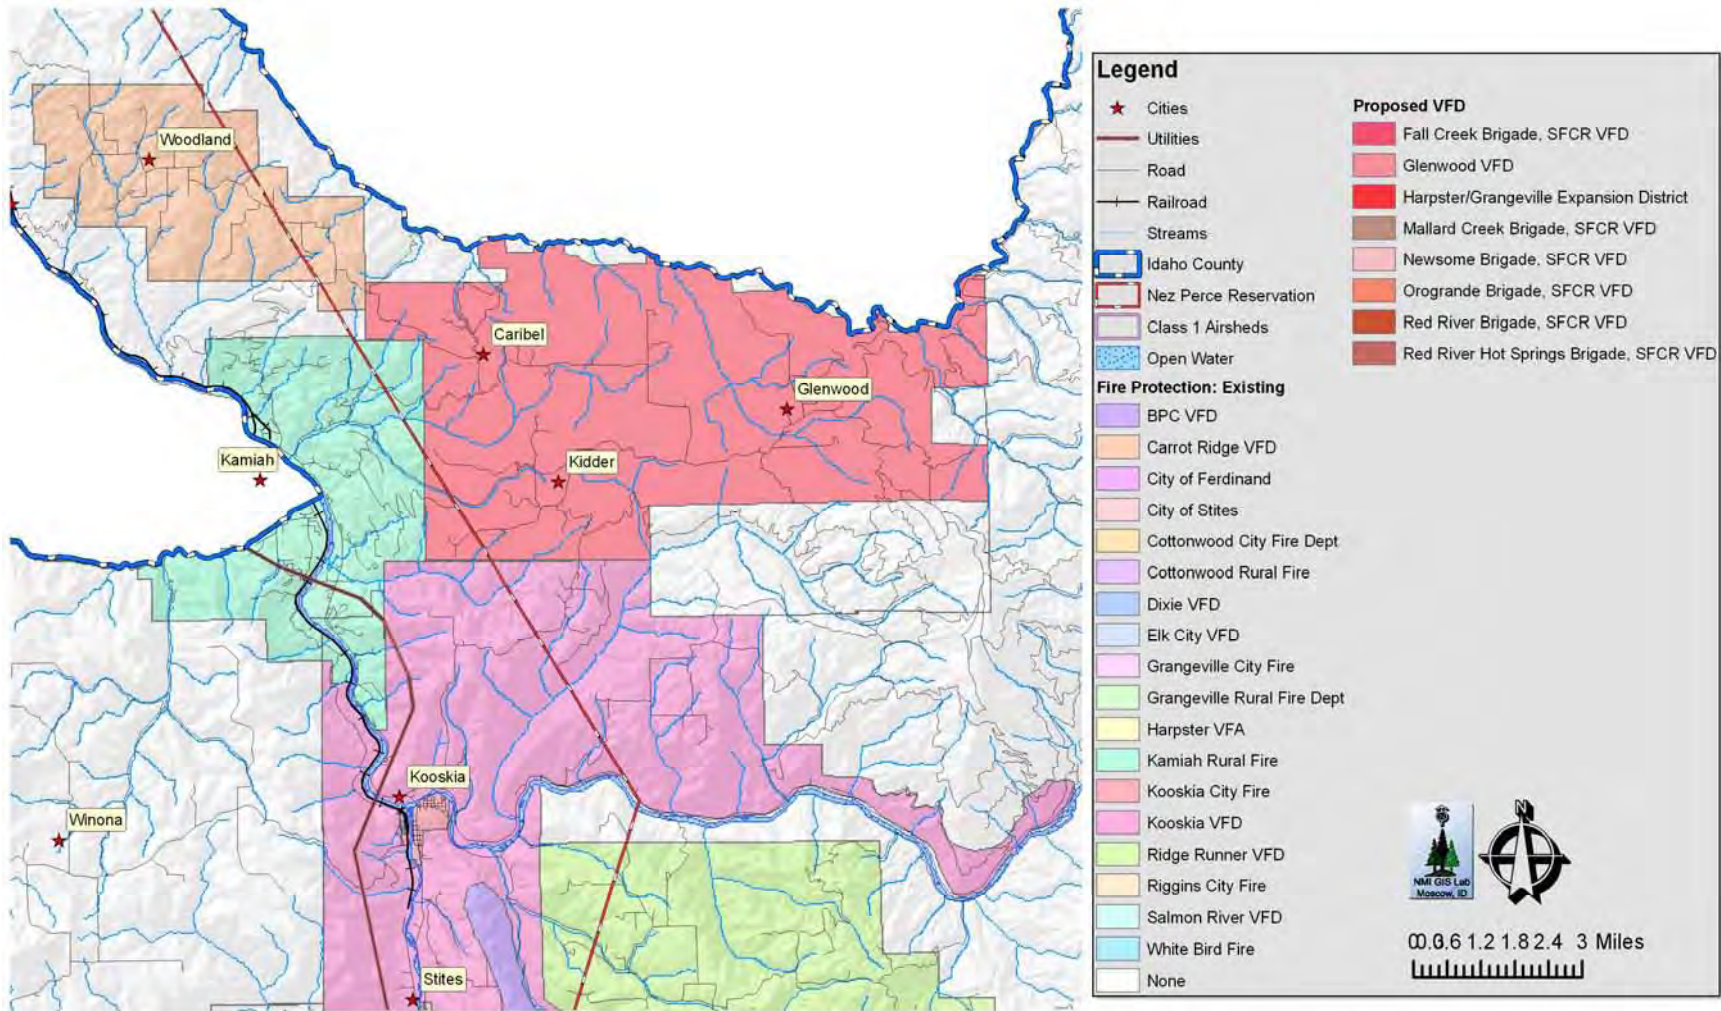 Woodland
Caribel
Glenwood
Kamiah
Kidder
Kooskia
Winona
Stites
Legend
Cities
Utilities
Road
Railroad
Streams
Idaho County
Nez Perce Reservation
Class 1 Airsheds
Open Water
Fire Protection: Existing
BPC VFD
Carrot Ridge VFD
City of Ferdinand
City of Stites
Cottonwood City Fire Dept
Cottonwood Rural Fire
Dixie VFD
Elk City VFD
Grangeville City Fire
Grangeville Rural Fire Dept
Harpster VFA
Kamiah Rural Fire
Kooskia City Fire
Kooskia VFD
Ridge Runner VFD
Riggins City Fire
Salmon River VFD
White Bird Fire
None
Proposed VFD
Fall Creek Brigade, SFCR VFD
Glenwood VFD
Harpster/Grangeville Expansion District
Mallard Creek Brigade, SFCR VFD
Newsome Brigade, SFCR VFD
Orogrande Brigade, SFCR VFD
Red River Brigade, SFCR VFD
Red River Hot Springs Brigade, SFCR VFD
NMI GIS Lab
Moscow, ID
N
0 0.30.6 1.2 1.8 2.4 3 Miles